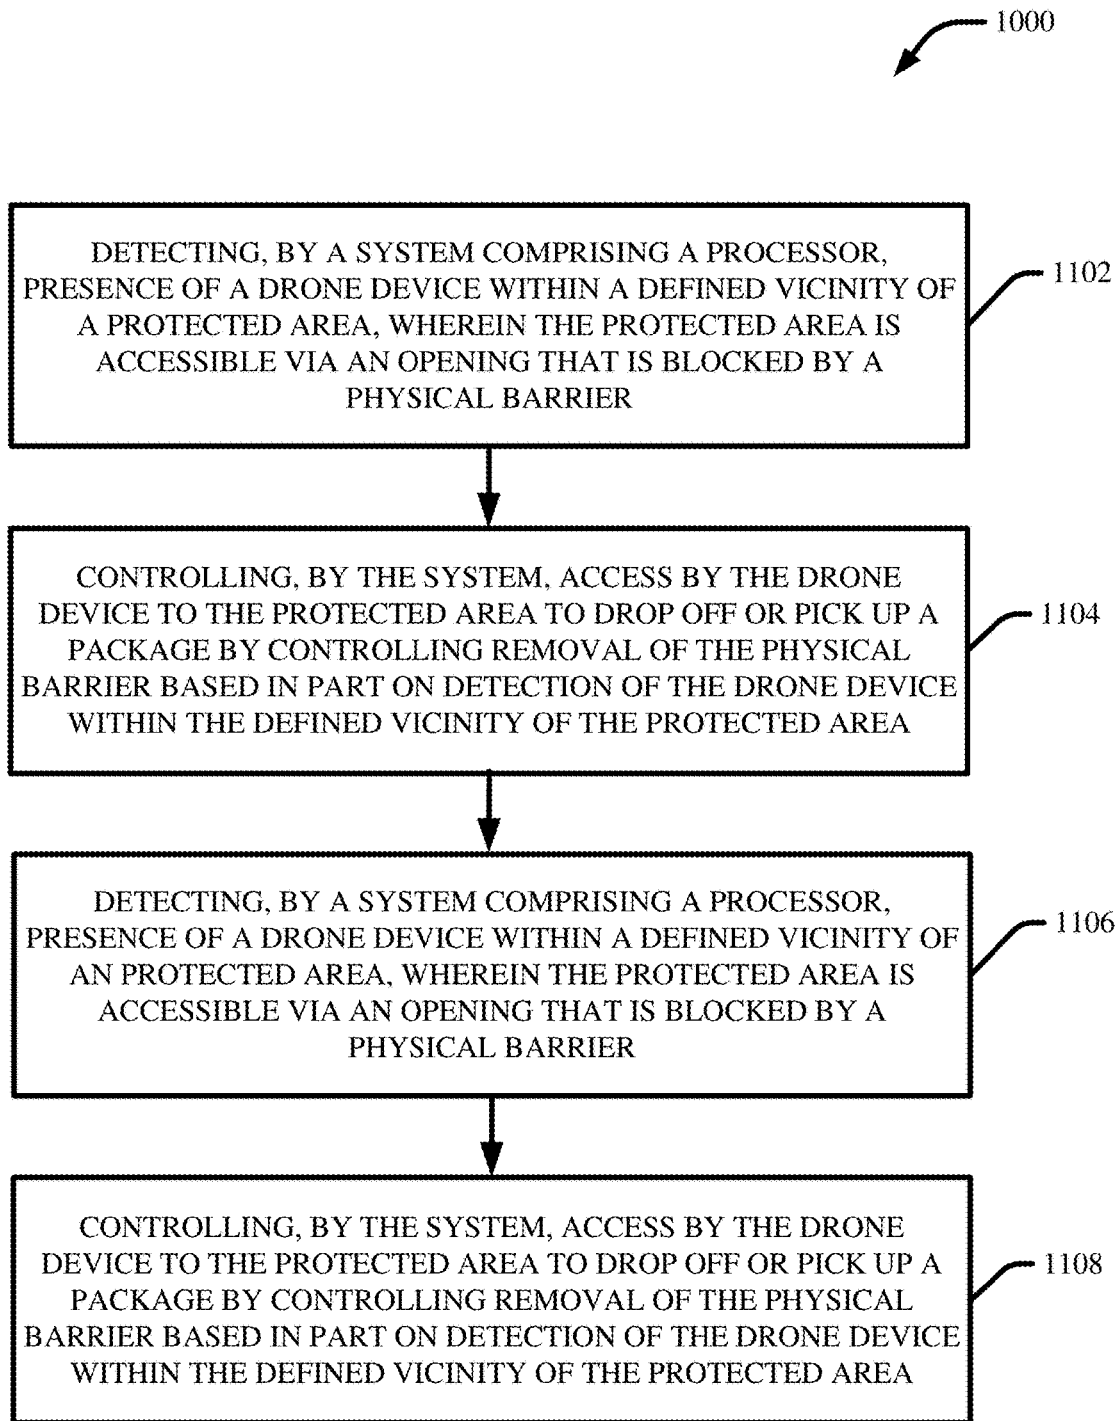 1000
DETECTING, BY A SYSTEM COMPRISING A PROCESSOR,
PRESENCE OF A DRONE DEVICE WITHIN A DEFINED VICINITY OF
A PROTECTED AREA, WHEREIN THE PROTECTED AREA IS
ACCESSIBLE VIA AN OPENING THAT IS BLOCKED BY A
PHYSICAL BARRIER
1102
CONTROLLING, BY THE SYSTEM, ACCESS BY THE DRONE
DEVICE TO THE PROTECTED AREA TO DROP OFF OR PICK UP A
PACKAGE BY CONTROLLING REMOVAL OF THE PHYSICAL
BARRIER BASED IN PART ON DETECTION OF THE DRONE DEVICE
WITHIN THE DEFINED VICINITY OF THE PROTECTED AREA
1104
DETECTING, BY A SYSTEM COMPRISING A PROCESSOR,
PRESENCE OF A DRONE DEVICE WITHIN A DEFINED VICINITY OF
AN PROTECTED AREA, WHEREIN THE PROTECTED AREA IS
ACCESSIBLE VIA AN OPENING THAT IS BLOCKED BY A
PHYSICAL BARRIER
1106
CONTROLLING, BY THE SYSTEM, ACCESS BY THE DRONE
DEVICE TO THE PROTECTED AREA TO DROP OFF OR PICK UP A
PACKAGE BY CONTROLLING REMOVAL OF THE PHYSICAL
BARRIER BASED IN PART ON DETECTION OF THE DRONE DEVICE
WITHIN THE DEFINED VICINITY OF THE PROTECTED AREA
1108